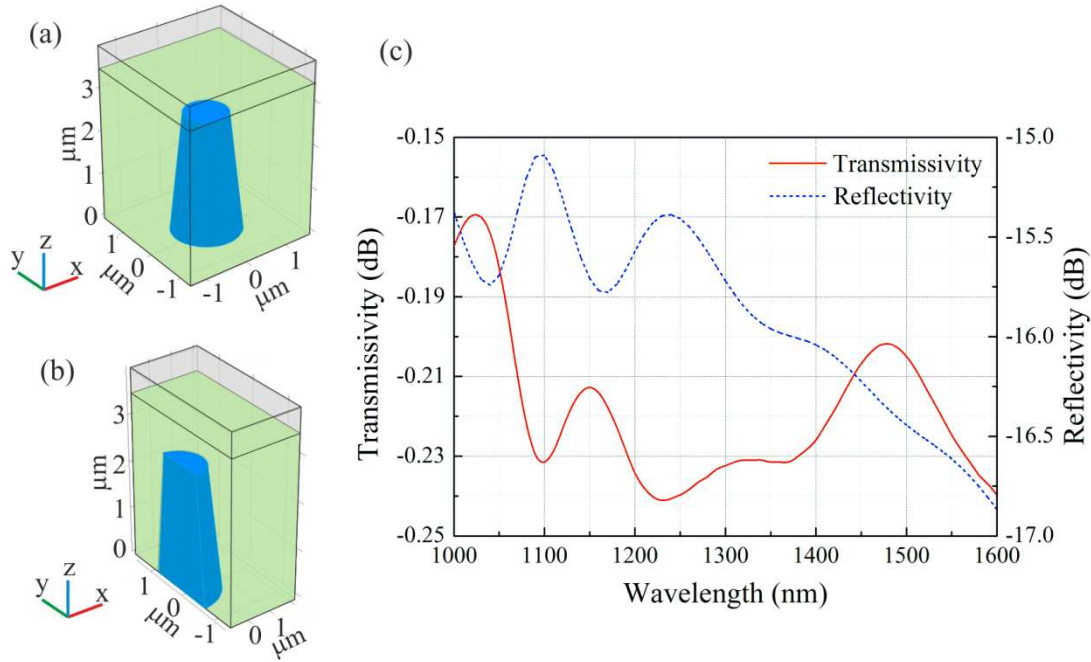 (a)
3
2
1
0
μm
1
0
-1
μm
-1
0
1
μm
z
y
x
(b)
3
2
1
0
μm
1
0
-1
μm
0
1
μm
z
y
x
(c)
-0.15
-0.17
-0.19
-0.21
-0.23
-0.25
Transmissivity (dB)
Transmissivity
Reflectivity
-15.0
-15.5
-16.0
-16.5
-17.0
Reflectivity (dB)
1000 1100 1200 1300 1400 1500 1600
Wavelength (nm)